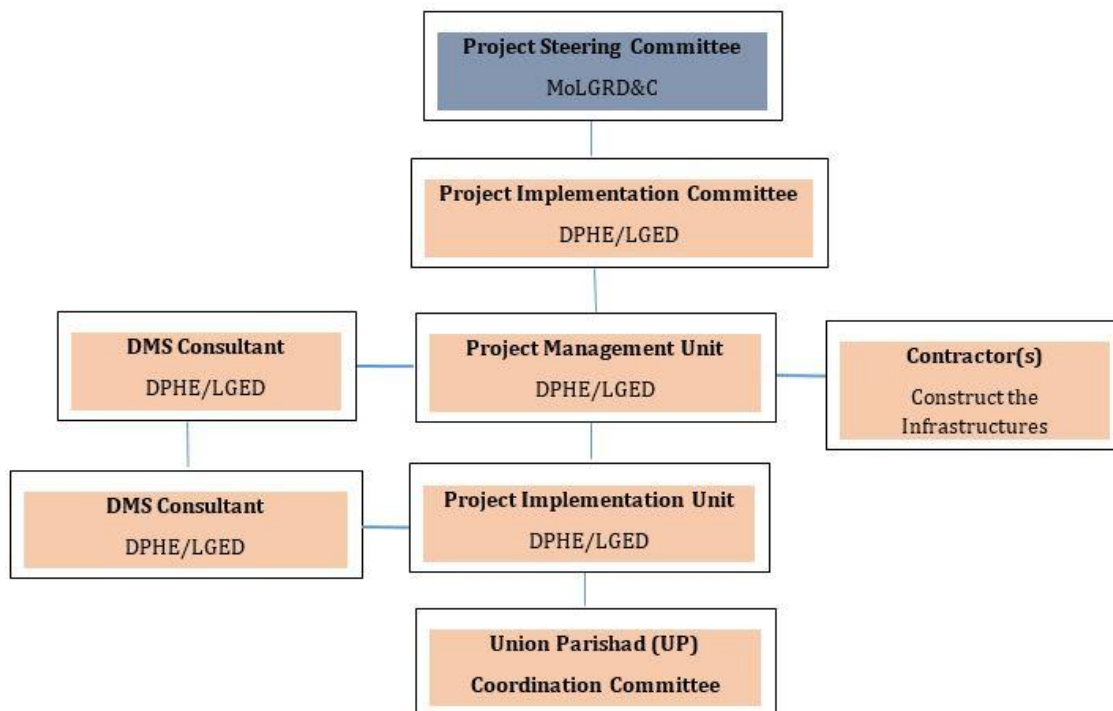 Project Steering Committee
MoLGRD&C
Project Implementation Committee
DPHE/LGED
DMS Consultant
DPHE/LGED
Project Management Unit
DPHE/LGED
Contractor(s)
Construct the
Infrastructures
DMS Consultant
DPHE/LGED
Project Implementation Unit
DPHE/LGED
Union Parishad (UP)
Coordination Committee